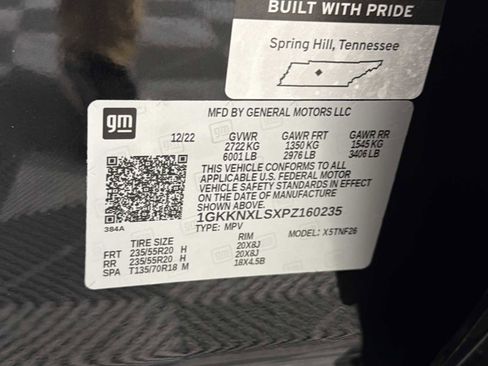 BUILT WITH PRIDE
Spring Hill, Tennessee
gm
MFD BY GENERAL MOTORS LLC
12/22 GVWR GAWR FRT GAWR RR
2722 KG 1350 KG 1545 KG
6001 LB 2976 LB 3406 LB
THIS VEHICLE CONFORMS TO ALL
APPLICABLE U.S. FEDERAL MOTOR
VEHICLE SAFETY STANDARDS IN EFFECT
ON THE DATE OF MANUFACTURE
SHOWN ABOVE.
1GKKNXLSXPZ160235
384A
TYPE: MPV MODEL: X5TNF26
TIRE SIZE RIM
FRT 235/55R20 H 20X8J
RR 235/55R20 H 20X8J
SPA T135/70R18 M 18X4.5B